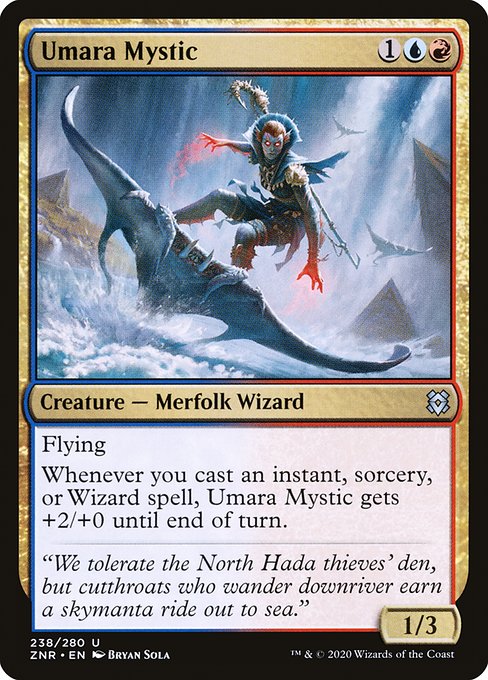 Umara Mystic 1
Creature — Merfolk Wizard
Flying
Whenever you cast an instant, sorcery,
or Wizard spell, Umara Mystic gets
+2/+0 until end of turn.
“We tolerate the North Hada thieves’ den,
but cutthroats who wander downriver earn
a skymanta ride out to sea.”
1/3
238/280 U
ZNR • EN Bryan Sola ™ & © 2020 Wizards of the Coast